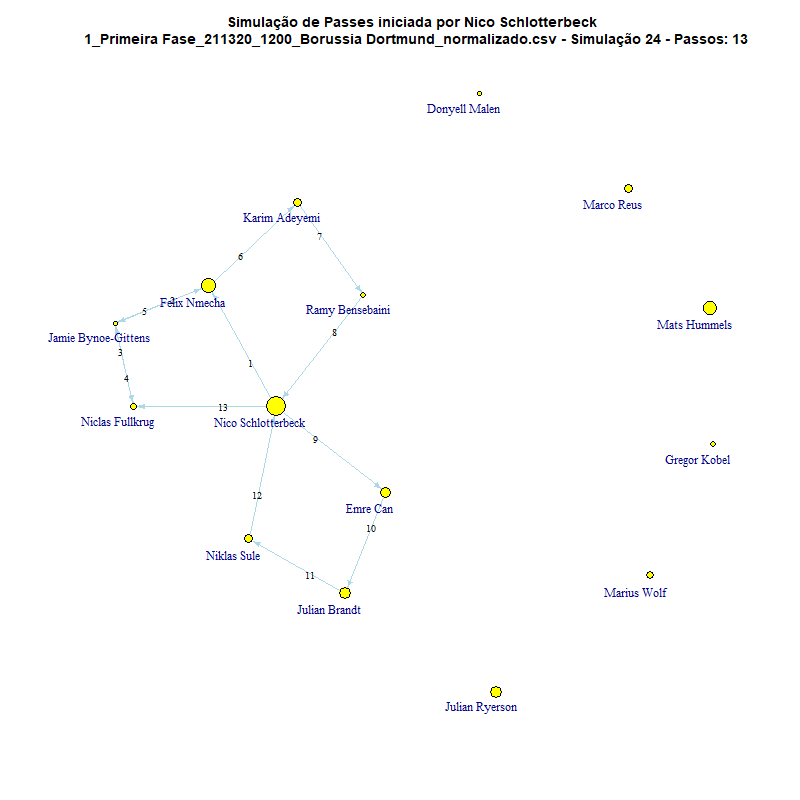 Simulação de Passes iniciada por Nico Schlotterbeck
1_Primeira Fase_211320_1200_Borussia Dortmund_normalizado.csv - Simulação 24 - Passos: 13
Donyell Malen
Marco Reus
Karim Adeyemi
7
6
Felix Nmecha
2
5
Ramy Bensebaini
Mats Hummels
Jamie Bynoe-Gittens
8
3
1
4
13
Niclas Fullkrug
Nico Schlotterbeck
9
Gregor Kobel
12
Emre Can
10
Niklas Sule
11
Marius Wolf
Julian Brandt
Julian Ryerson